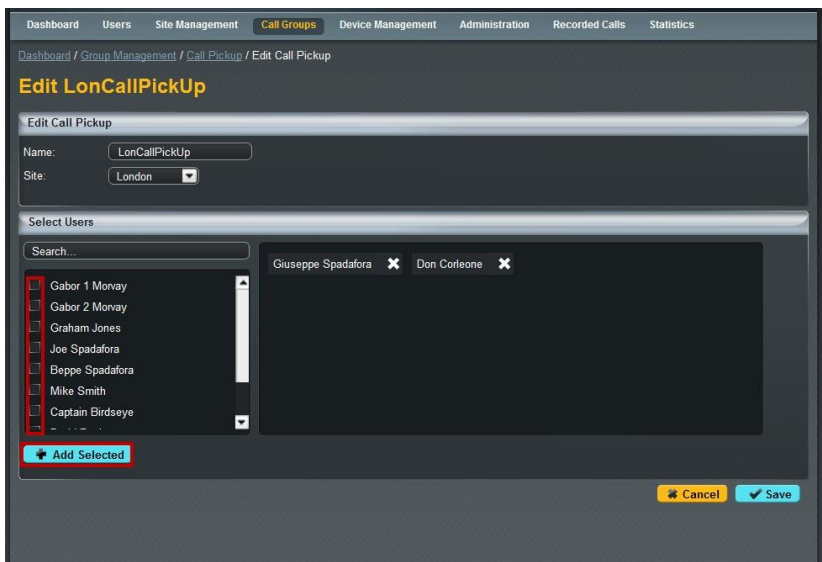 Dashboard Users Site Management Call Groups Device Management Administration Recorded Calls Statistics
Dashboard / Group Management / Call Pickup / Edit Call Pickup
Edit LonCallPickUp
Edit Call Pickup
Name: LonCallPickUp
Site: London
Select Users
Search...
Giuseppe Spadafora Don Corleone
Gabor 1 Morvay
Gabor 2 Morvay
Graham Jones
Joe Spadafora
Beppe Spadafora
Mike Smith
Captain Birdseye
Add Selected
Cancel Save